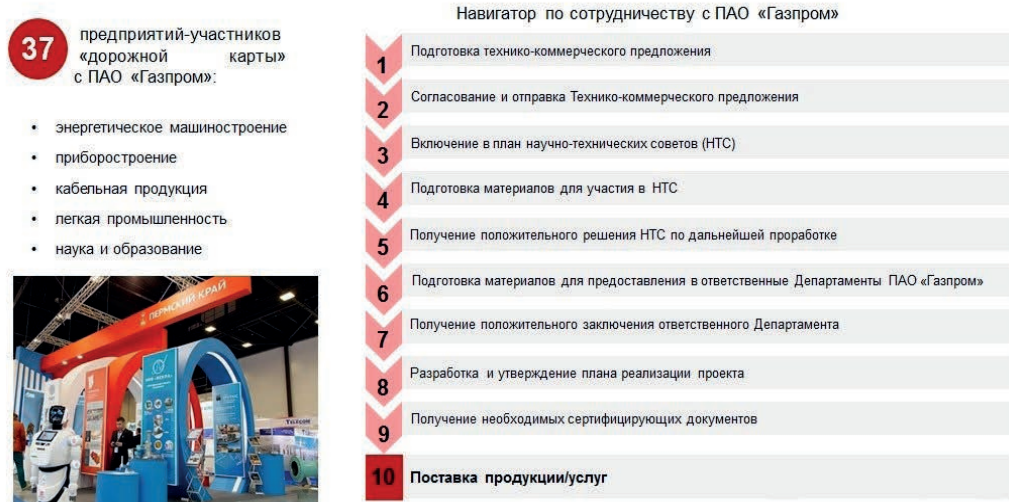 37
предприятий-участников
«дорожной карты»
с ПАО «Газпром»:
• энергетическое машиностроение
• приборостроение
• кабельная продукция
• легкая промышленность
• наука и образование
ПЕРМСКИЙ КРАЙ
Навигатор по сотрудничеству с ПАО «Газпром»
1 Подготовка технико-коммерческого предложения
2 Согласование и отправка Технико-коммерческого предложения
3 Включение в план научно-технических советов (НТС)
4 Подготовка материалов для участия в НТС
5 Получение положительного решения НТС по дальнейшей проработке
6 Подготовка материалов для предоставления в ответственные Департаменты ПАО «Газпром»
7 Получение положительного заключения ответственного Департамента
8 Разработка и утверждение плана реализации проекта
9 Получение необходимых сертифицирующих документов
10 Поставка продукции/услуг